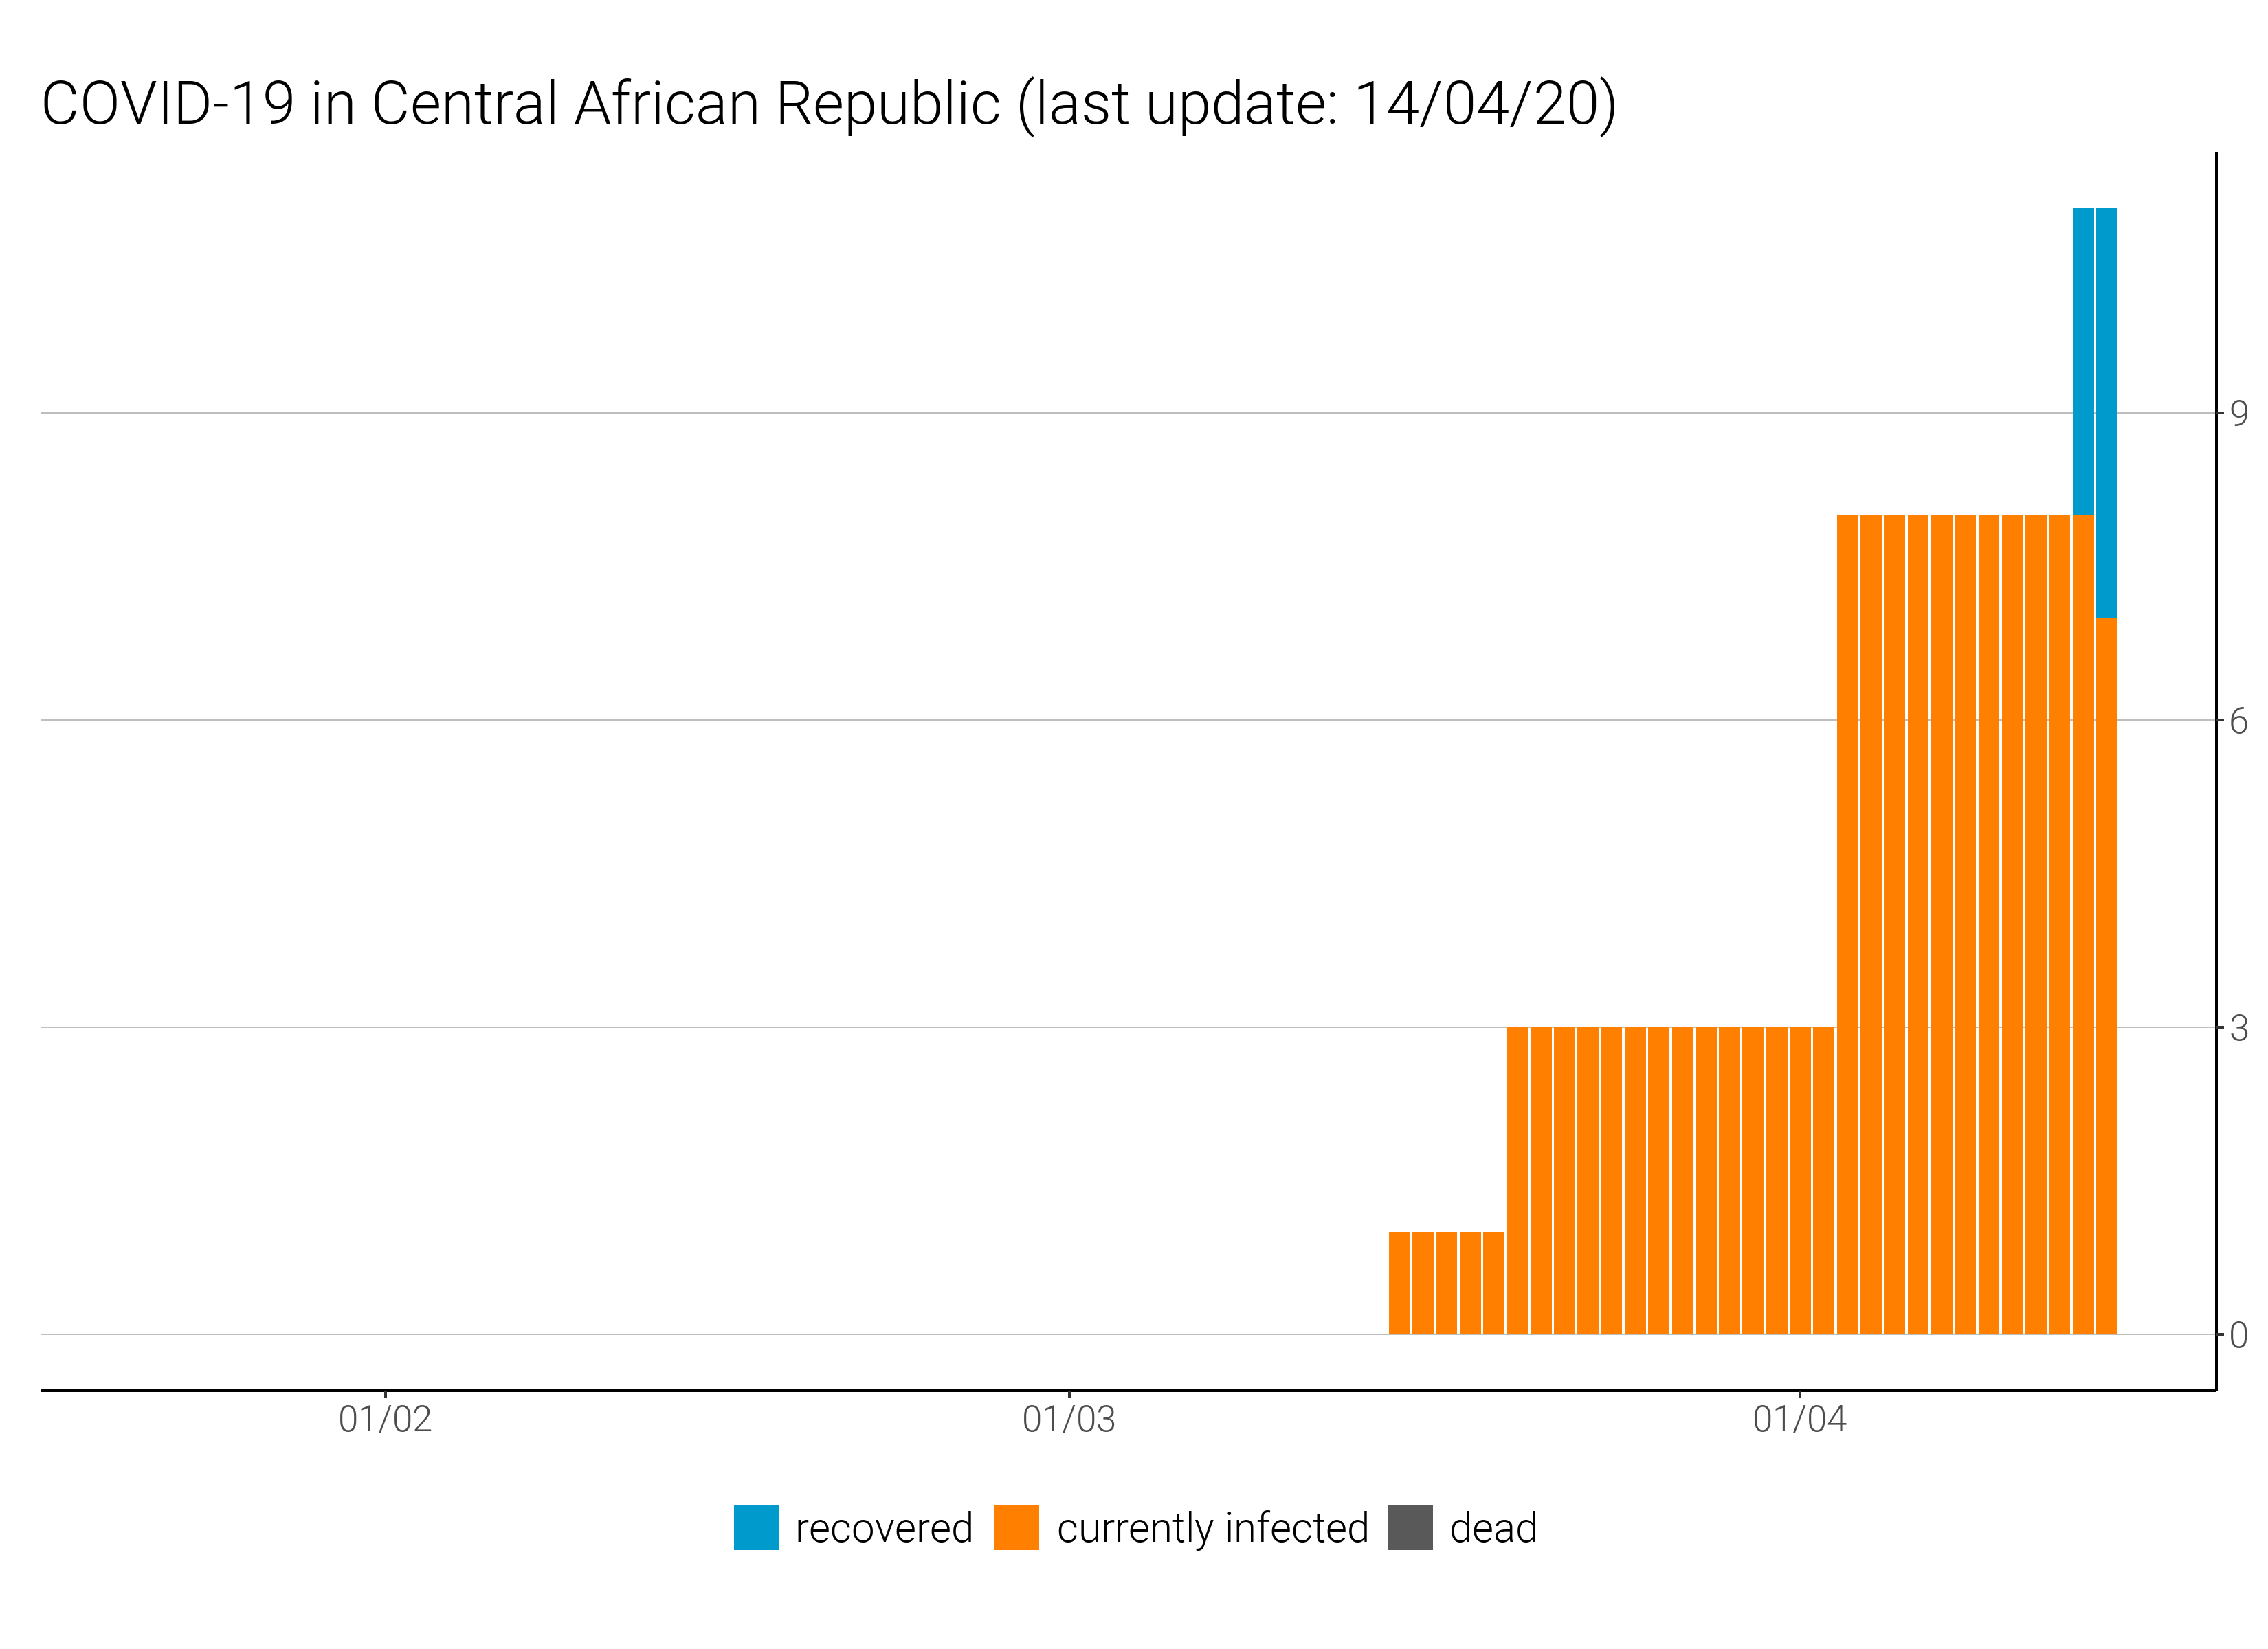 COVID-19 in Central African Republic (last update: 14/04/20)
9
6
3
0
01/02 01/03 01/04
recovered currently infected dead